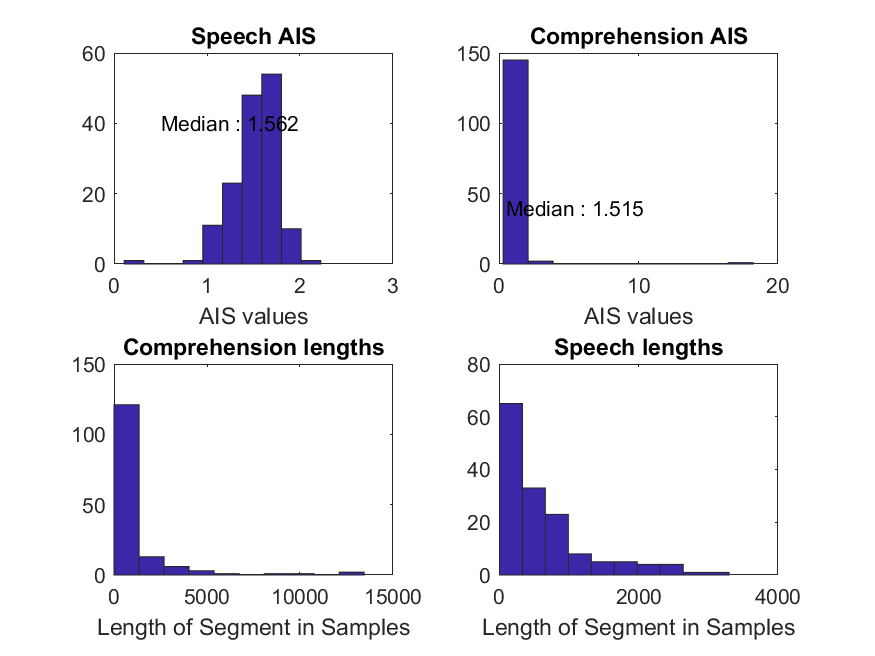 Speech AIS
60
40
20
0
Median : 1.562
0 1 2 3
AIS values
Comprehension AIS
150
100
50
0
Median : 1.515
0 10 20
AIS values
Comprehension lengths
150
100
50
0
0 5000 10000 15000
Length of Segment in Samples
Speech lengths
80
60
40
20
0
0 2000 4000
Length of Segment in Samples